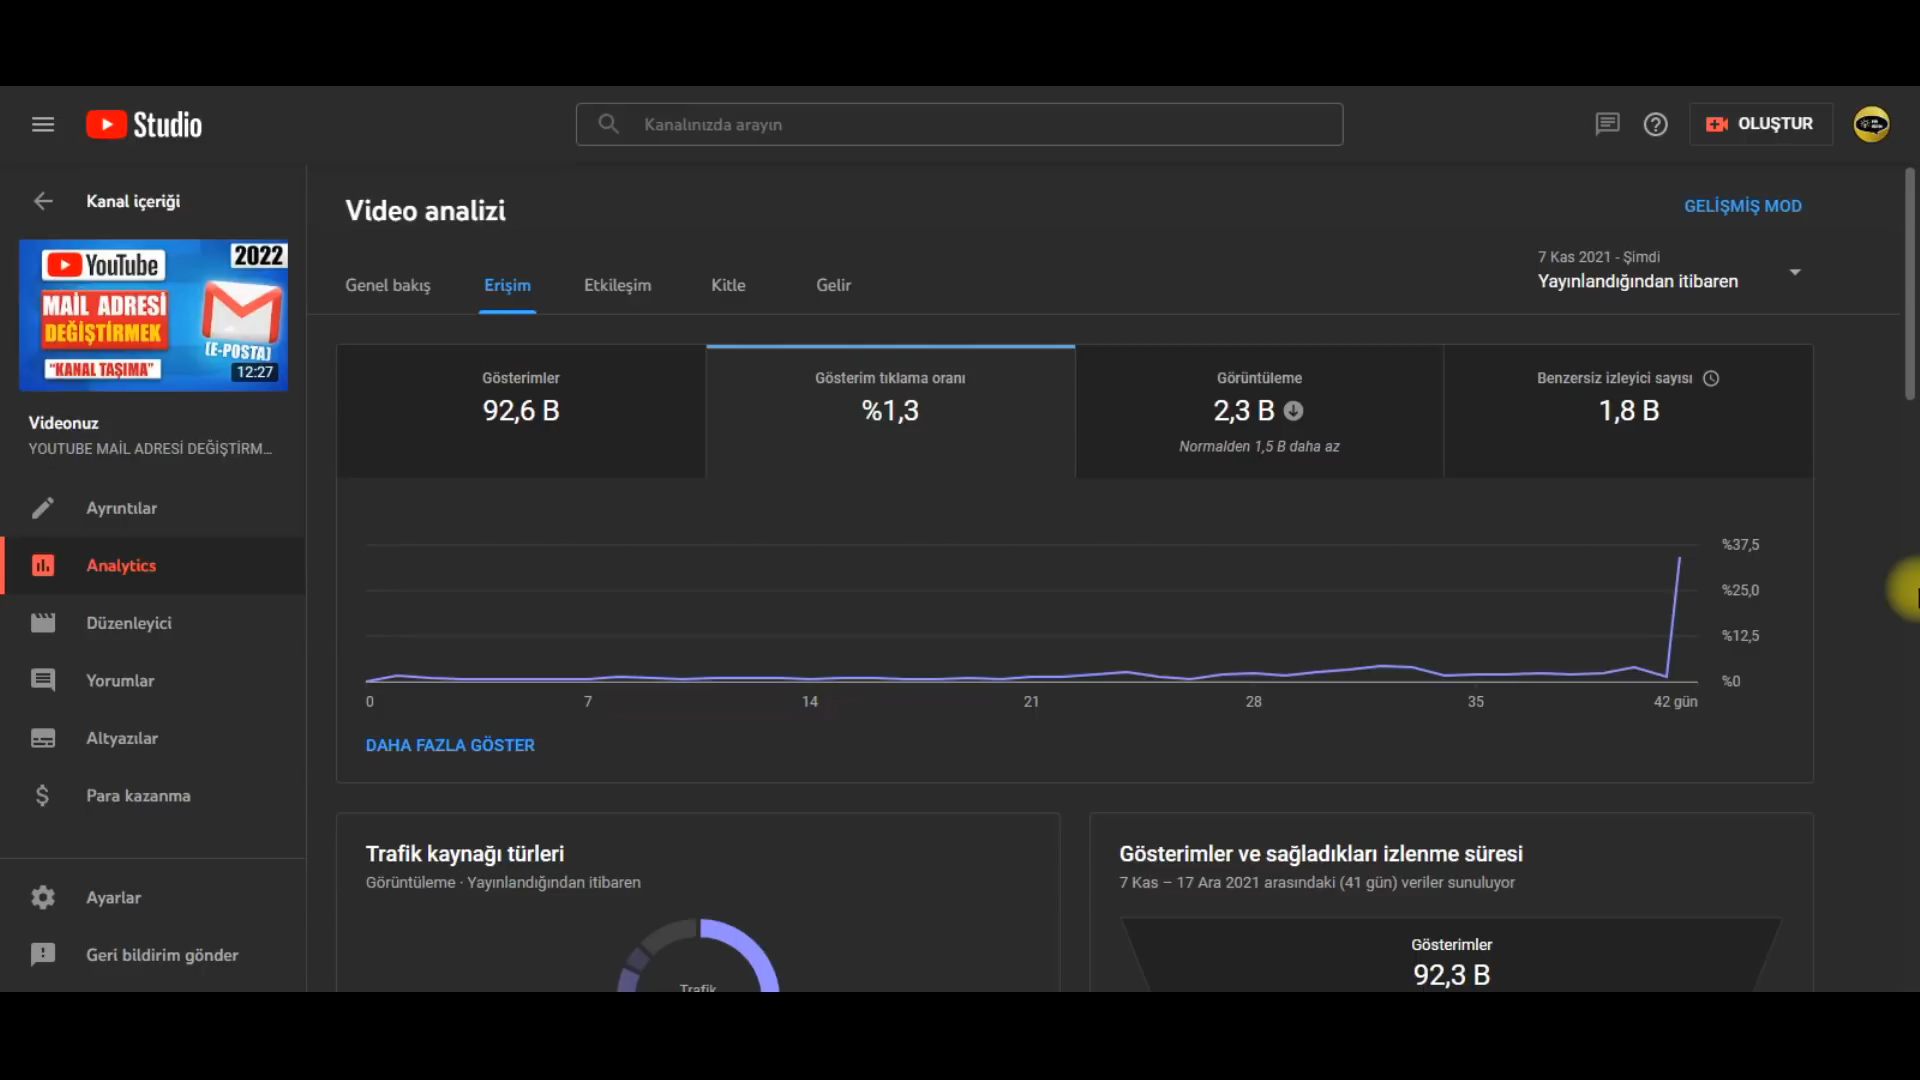 Studio
Kanalınızda arayın
OLUŞTUR
Kanal içeriği
YouTube
2022
MAİL ADRESİ
DEĞİŞTİRMEK
(E-POSTA)
"KANAL TAŞIMA"
12:27
Videonuz
YOUTUBE MAİL ADRESİ DEĞİŞTİRM...
Ayrıntılar
Analytics
Düzenleyici
Yorumlar
Altyazılar
Para kazanma
Ayarlar
Geri bildirim gönder
Video analizi
GELİŞMİŞ MOD
Genel bakış
Erişim
Etkileşim
Kitle
Gelir
7 Kas 2021 - Şimdi
Yayınlandığından itibaren
Gösterimler
92,6 B
Gösterim tıklama oranı
%1,3
Görüntüleme
2,3 B
Normalden 1,5 B daha az
Benzersiz izleyici sayısı
1,8 B
%37,5
%25,0
%12,5
%0
0 7 14 21 28 35 42 gün
DAHA FAZLA GÖSTER
Trafik kaynağı türleri
Görüntüleme · Yayınlandığından itibaren
Trafik
Gösterimler ve sağladıkları izlenme süresi
7 Kas – 17 Ara 2021 arasındaki (41 gün) veriler sunuluyor
Gösterimler
92,3 B